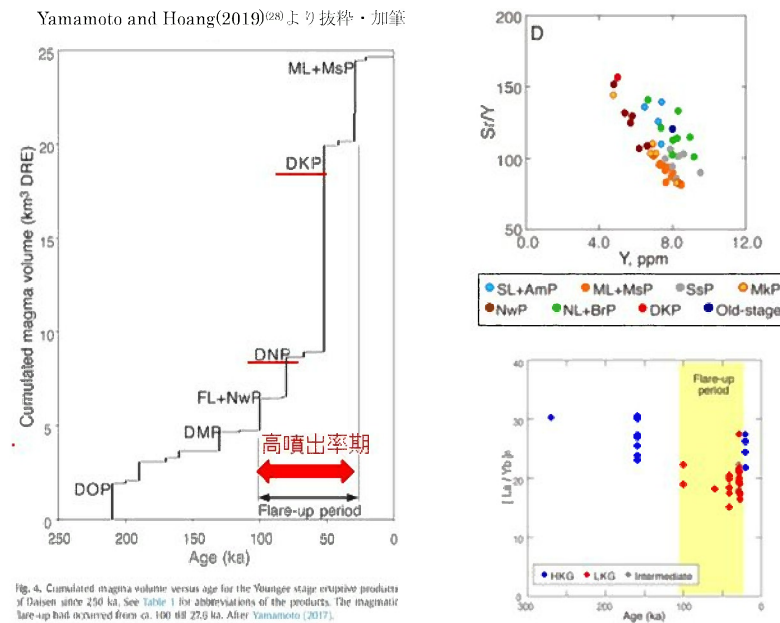 Yamamoto and Hoang(2019)⁽²⁸⁾より抜粋・加筆
25
20
15
10
5
0
Cumulated magma volume (km³ DRE)
ML+MsP
DKP
DNP
FL+NwP
DMP
DOP
高噴出率期
Flare-up period
250
200
150
100
50
0
Age (ka)
Fig. 4. Cumulated magma volume versus age for the Younger stage eruptive products
of Daisen since 250 ka. See Table 1 for abbreviations of the products. The magmatic
flare-up had occurred from ca. 100 till 27.6 ka. After Yamamoto (2017).
D
200
150
100
50
Sr/Y
0.0
4.0
8.0
12.0
Y, ppm
SL+AmP
ML+MsP
SsP
MkP
NwP
NL+BrP
DKP
Old-stage
40
30
20
10
0
[La/Yb]n
Flare-up
period
HKG
LKG
Intermediate
300
200
100
0
Age (ka)